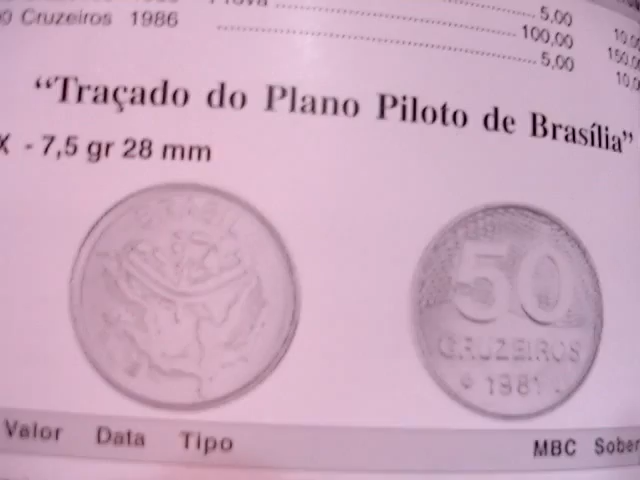 5,00
Cruzeiros 1986 100,00
5,00
"Traçado do Plano Piloto de Brasília"
X - 7,5 gr 28 mm
BRASIL
50
CRUZEIROS
1981
Valor Data Tipo MBC Sober